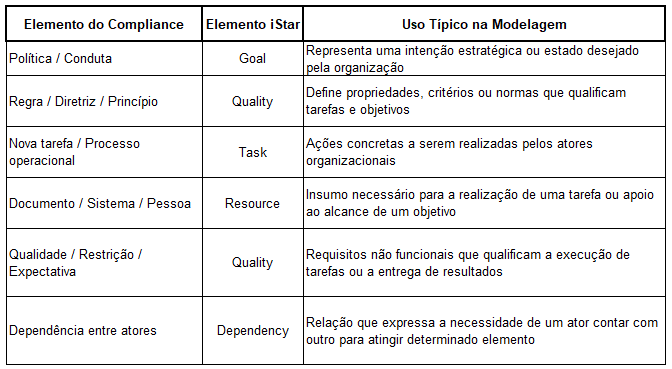 Elemento do Compliance Elemento iStar Uso Típico na Modelagem
Política / Conduta Goal Representa uma intenção estratégica ou estado desejado
pela organização
Regra / Diretriz / Princípio Quality Define propriedades, critérios ou normas que qualificam
tarefas e objetivos
Nova tarefa / Processo
operacional Task Ações concretas a serem realizadas pelos atores
organizacionais
Documento / Sistema / Pessoa Resource Insumo necessário para a realização de uma tarefa ou apoio
ao alcance de um objetivo
Qualidade / Restrição /
Expectativa Quality Requisitos não funcionais que qualificam a execução de
tarefas ou a entrega de resultados
Dependência entre atores Dependency Relação que expressa a necessidade de um ator contar com
outro para atingir determinado elemento